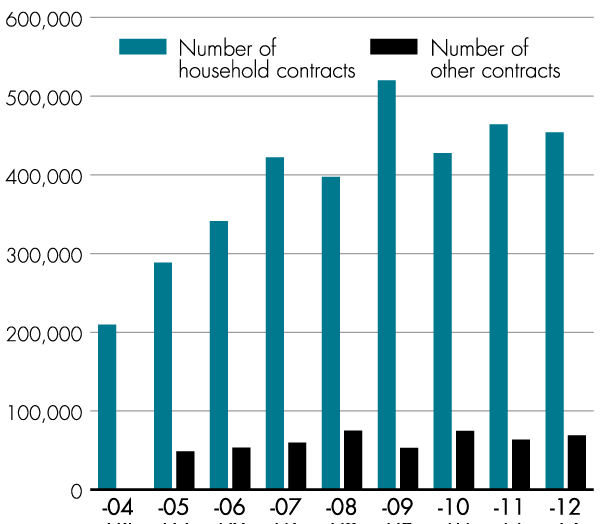 600,000
Number of
household contracts
Number of
other contracts
500,000
400,000
300,000
200,000
100,000
0
-04 -05 -06 -07 -08 -09 -10 -11 -12